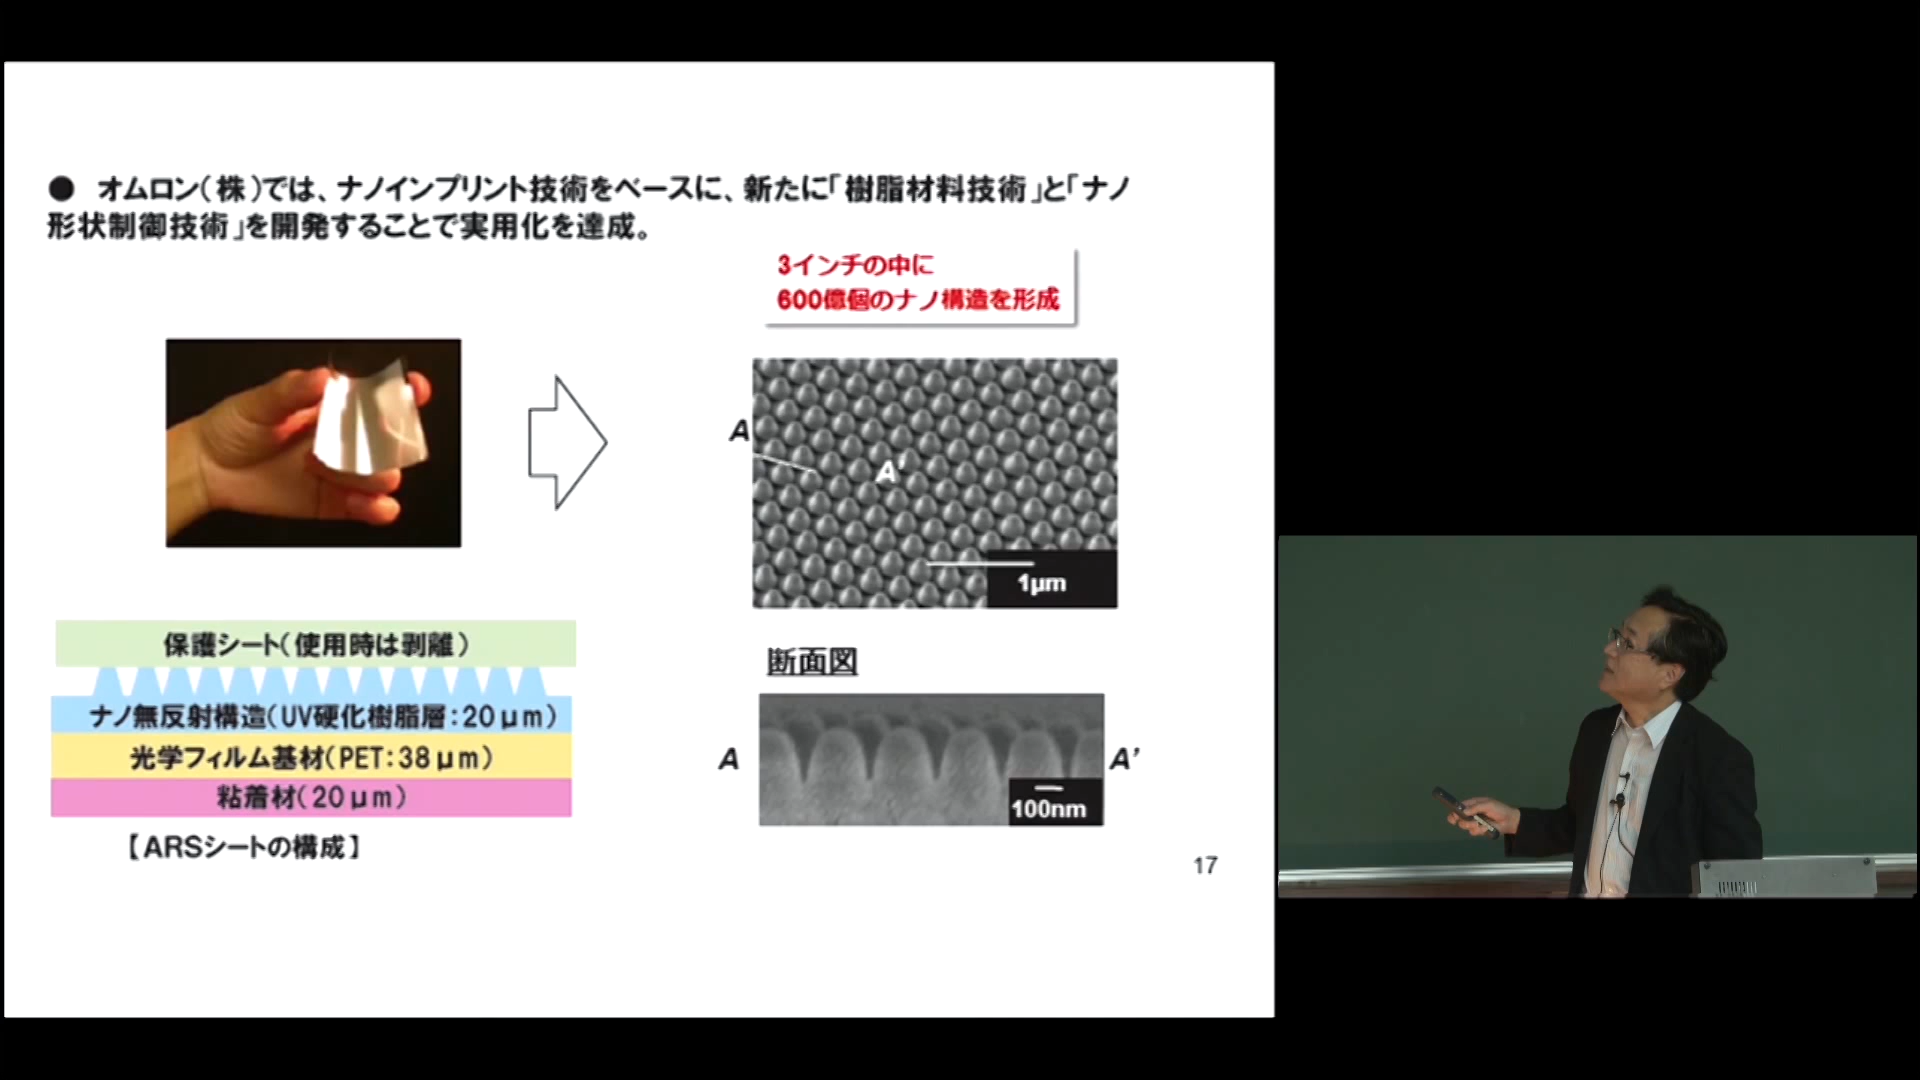 ● オムロン(株)では、ナノインプリント技術をベースに、新たに「樹脂材料技術」と「ナノ
形状制御技術」を開発することで実用化を達成。
3インチの中に
600億個のナノ構造を形成
A
A'
1μm
保護シート(使用時は剥離)
ナノ無反射構造(UV硬化樹脂層:20μm)
光学フィルム基材(PET:38μm)
粘着材(20μm)
【ARSシートの構成】
断面図
A
A'
100nm
17